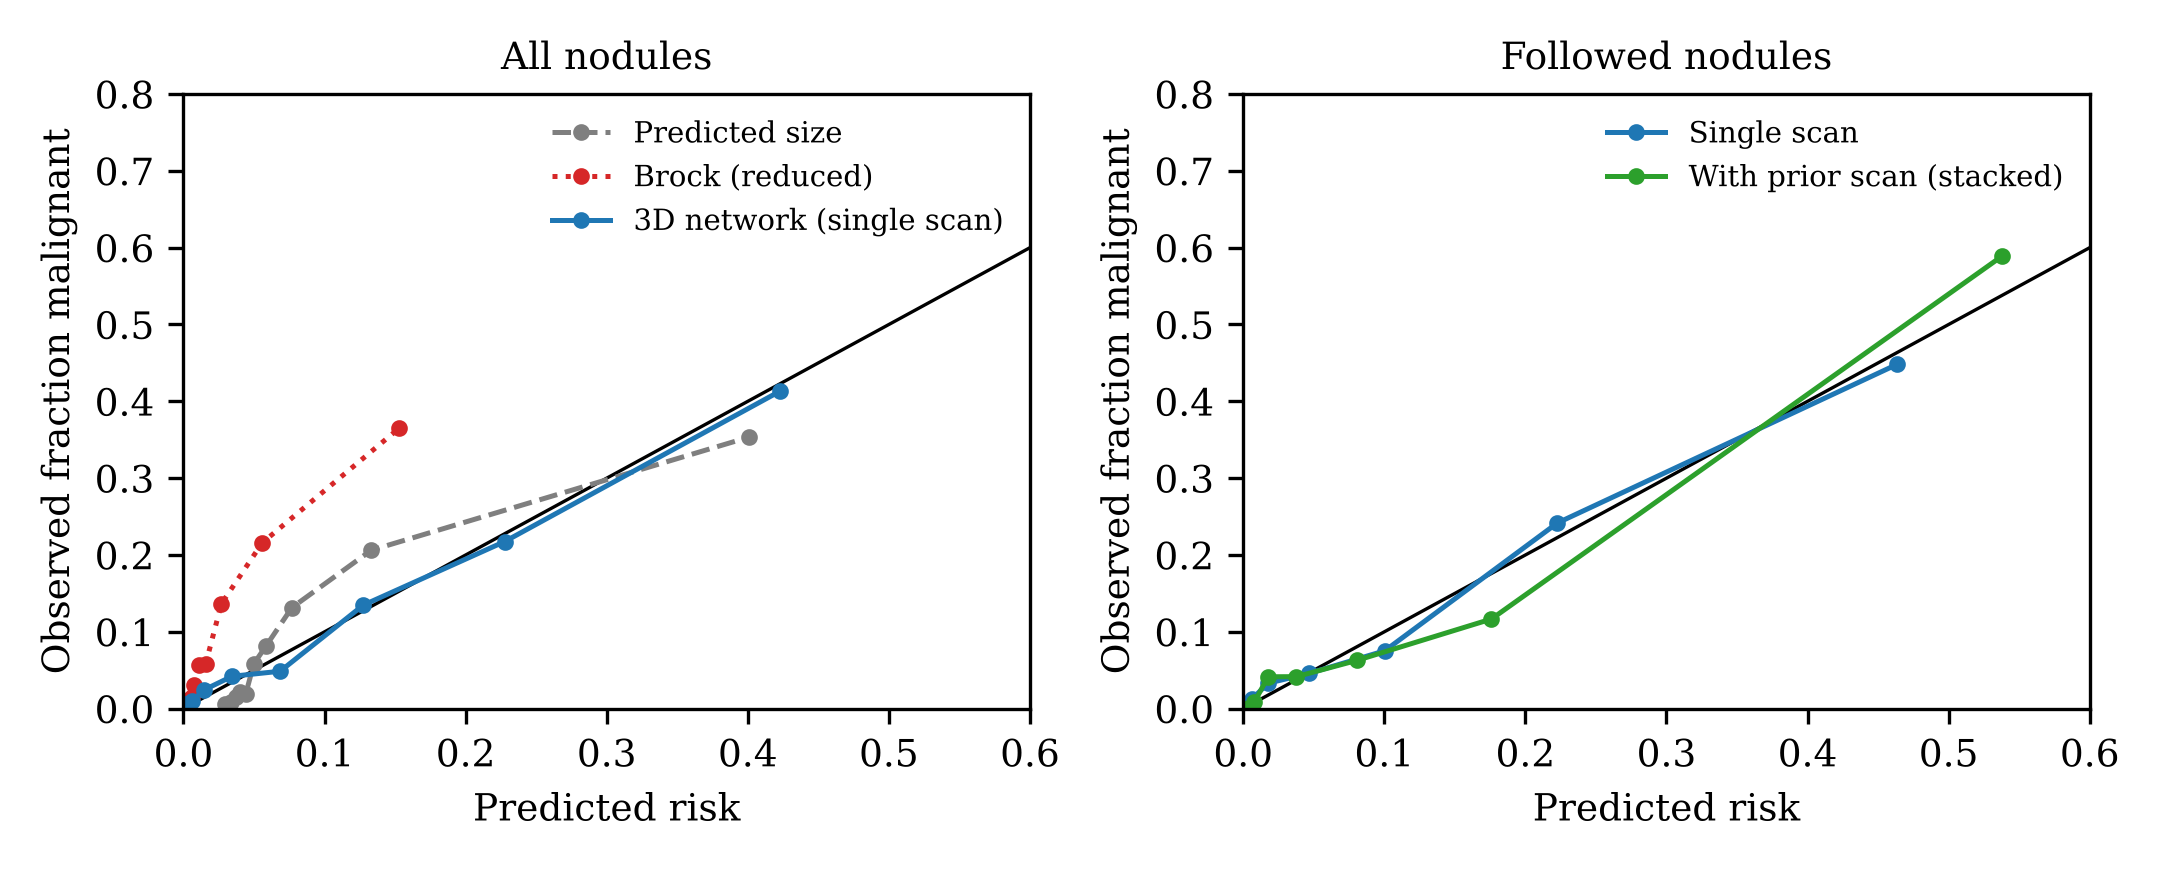 All nodules
Observed fraction malignant
0.8
0.7
0.6
0.5
0.4
0.3
0.2
0.1
0.0
Predicted size
Brock (reduced)
3D network (single scan)
0.0 0.1 0.2 0.3 0.4 0.5 0.6
Predicted risk
Followed nodules
Observed fraction malignant
0.8
0.7
0.6
0.5
0.4
0.3
0.2
0.1
0.0
Single scan
With prior scan (stacked)
0.0 0.1 0.2 0.3 0.4 0.5 0.6
Predicted risk